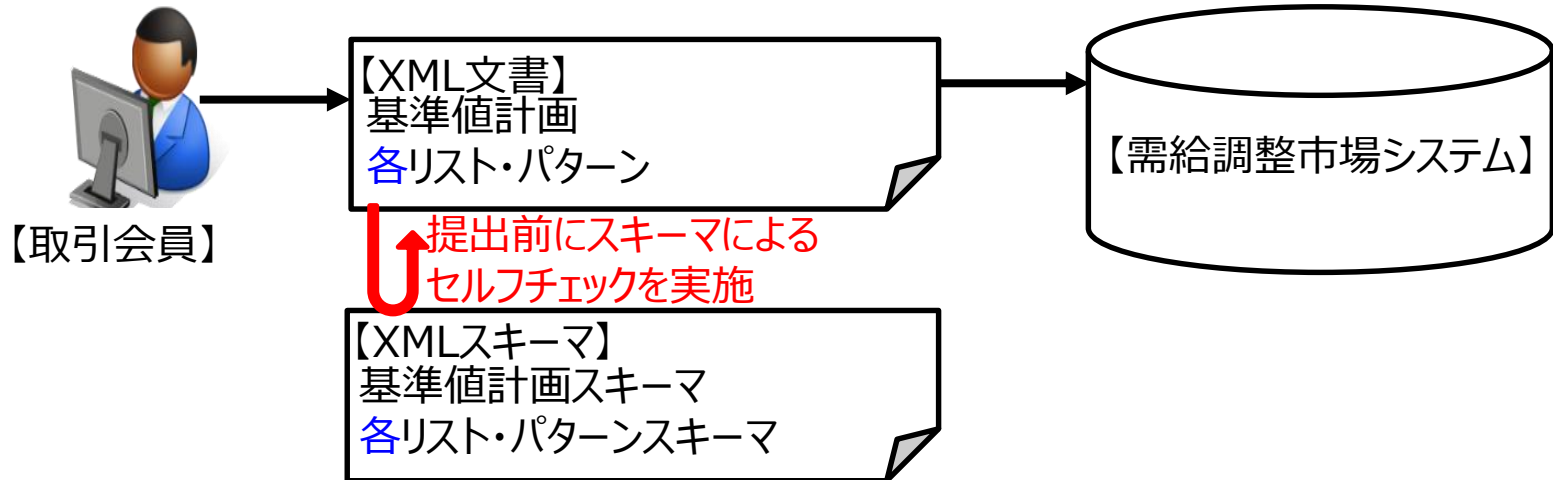 【XML文書】
基準値計画
各リスト・パターン
【需給調整市場システム】
【取引会員】
提出前にスキーマによる
セルフチェックを実施
【XMLスキーマ】
基準値計画スキーマ
各リスト・パターンスキーマ